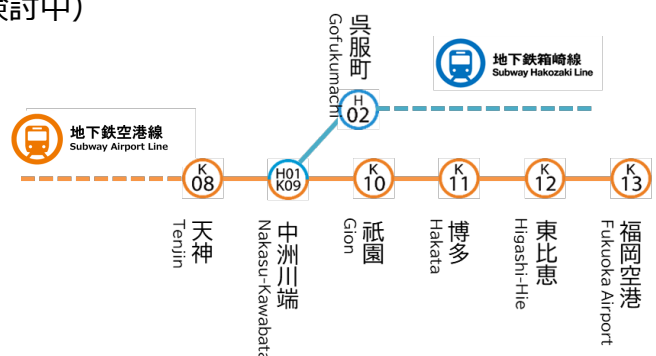 検討中）
呉服町
Gofukumachi
地下鉄箱崎線
Subway Hakozaki Line
H
02
地下鉄空港線
Subway Airport Line
K
08
H01
K09
K
10
K
11
K
12
K
13
天神
Tenjin
中洲川端
Nakasu-Kawabata
祇園
Gion
博多
Hakata
東比恵
Higashi-Hie
福岡空港
Fukuoka Airport